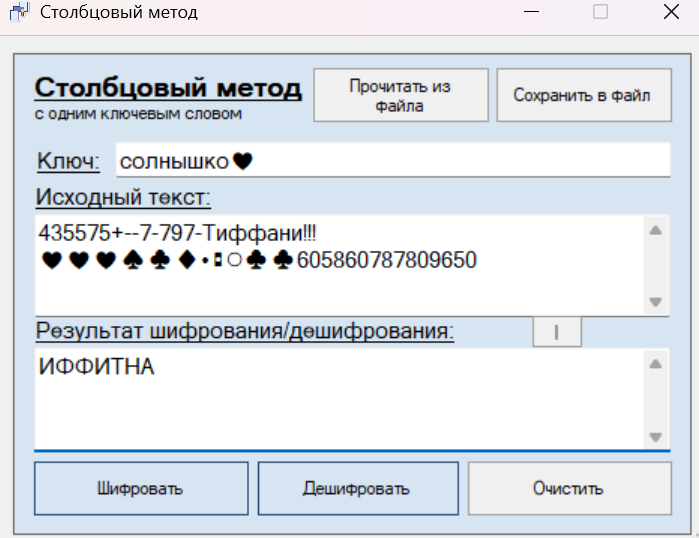 Столбцовый метод
Столбцовый метод
с одним ключевым словом
Прочитать из
файла
Сохранить в файл
Ключ:
солнышко♥
Исходный текст:
435575+--7-797-Тиффани!!!
♥♥♥♠♣♦•◘○♣♣605860787809650
Результат шифрования/дешифрования:
|
ИФФИТНА
Шифровать
Дешифровать
Очистить